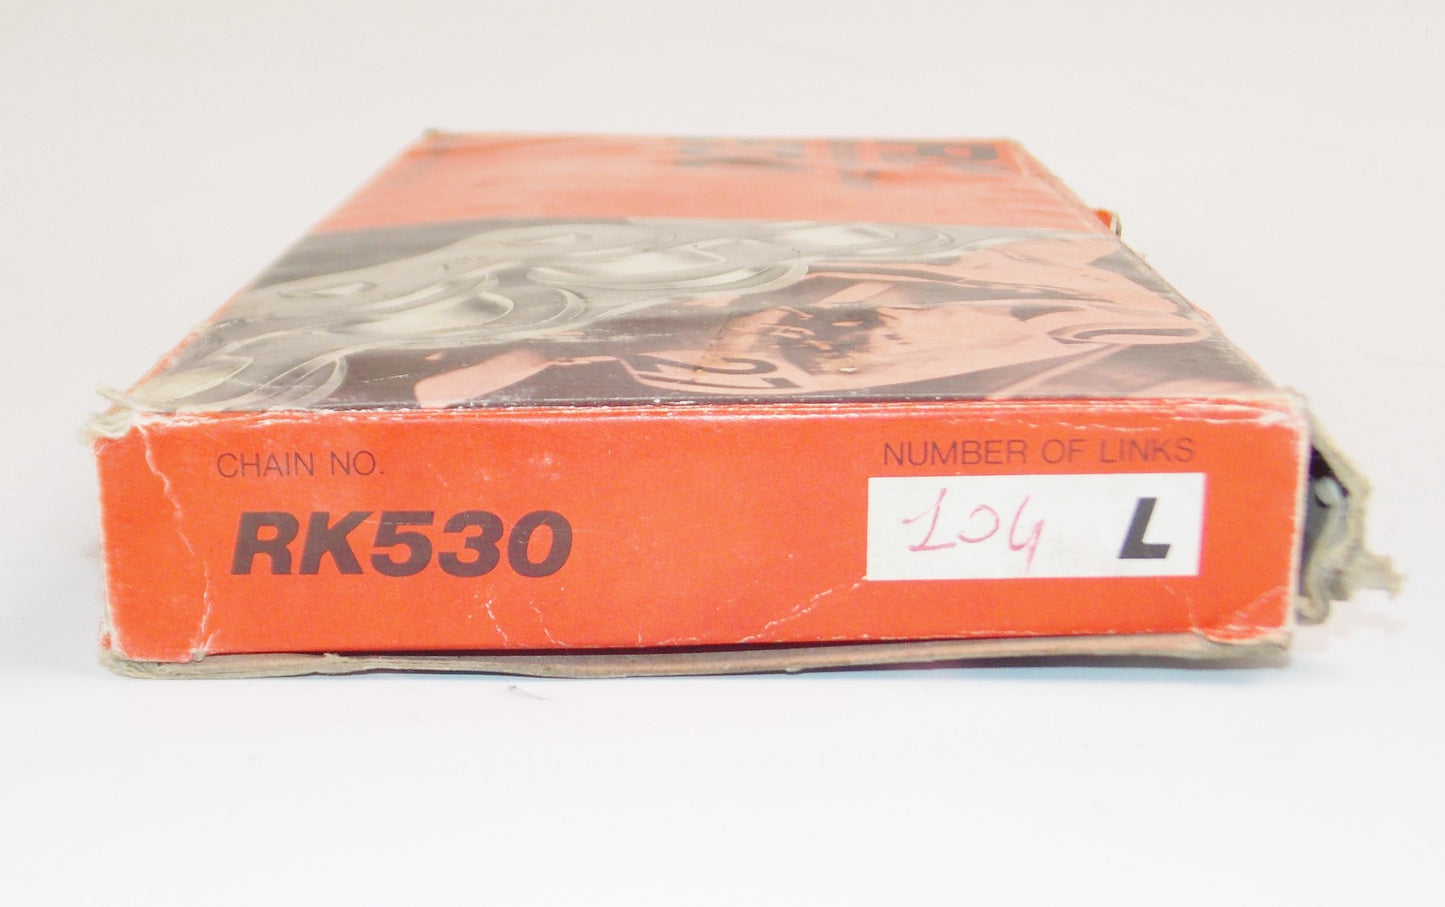 CHAIN NO.
RK530
NUMBER OF LINKS
104 L